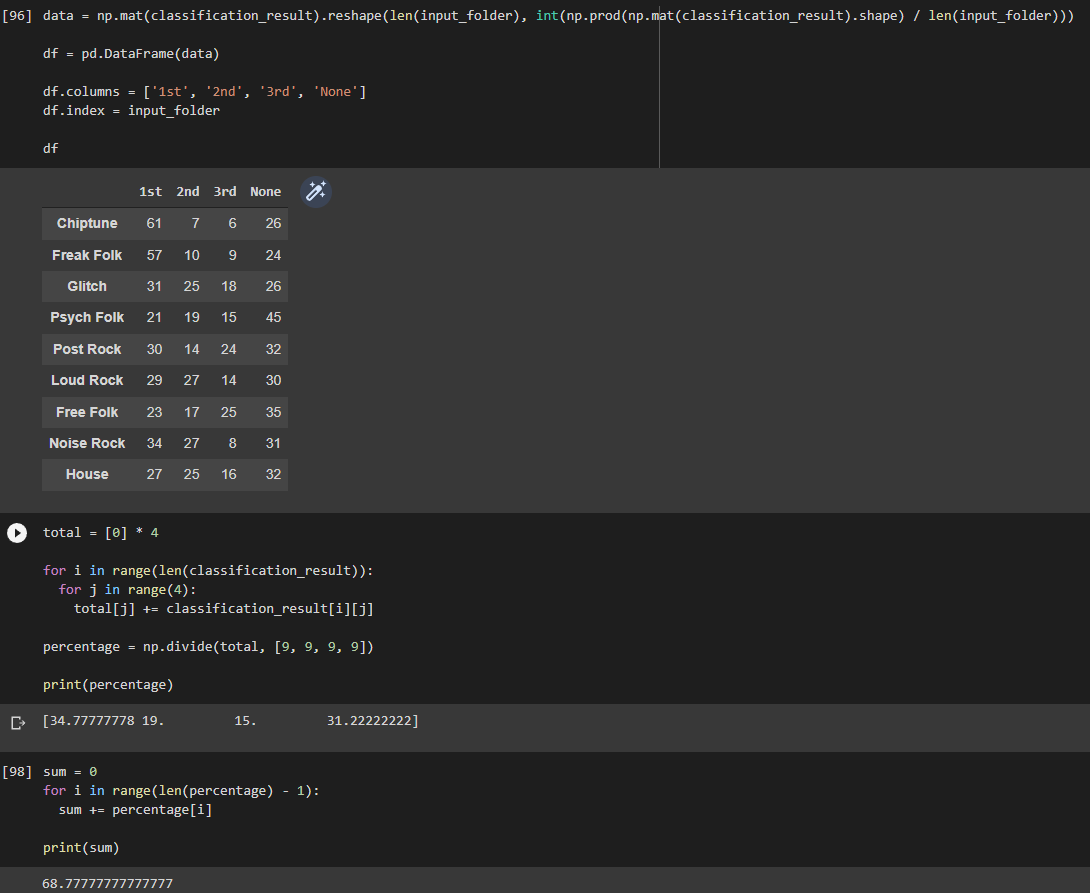 [96] data = np.mat(classification_result).reshape(len(input_folder), int(np.prod(np.mat(classification_result).shape) / len(input_folder)))
df = pd.DataFrame(data)
df.columns = ['1st', '2nd', '3rd', 'None']
df.index = input_folder
df
1st 2nd 3rd None
Chiptune 61 7 6 26
Freak Folk 57 10 9 24
Glitch 31 25 18 26
Psych Folk 21 19 15 45
Post Rock 30 14 24 32
Loud Rock 29 27 14 30
Free Folk 23 17 25 35
Noise Rock 34 27 8 31
House 27 25 16 32
total = [0] * 4
for i in range(len(classification_result)):
  for j in range(4):
    total[j] += classification_result[i][j]
percentage = np.divide(total, [9, 9, 9, 9])
print(percentage)
[34.77777778 19.         15.         31.22222222]
[98] sum = 0
for i in range(len(percentage) - 1):
  sum += percentage[i]
print(sum)
68.77777777777777